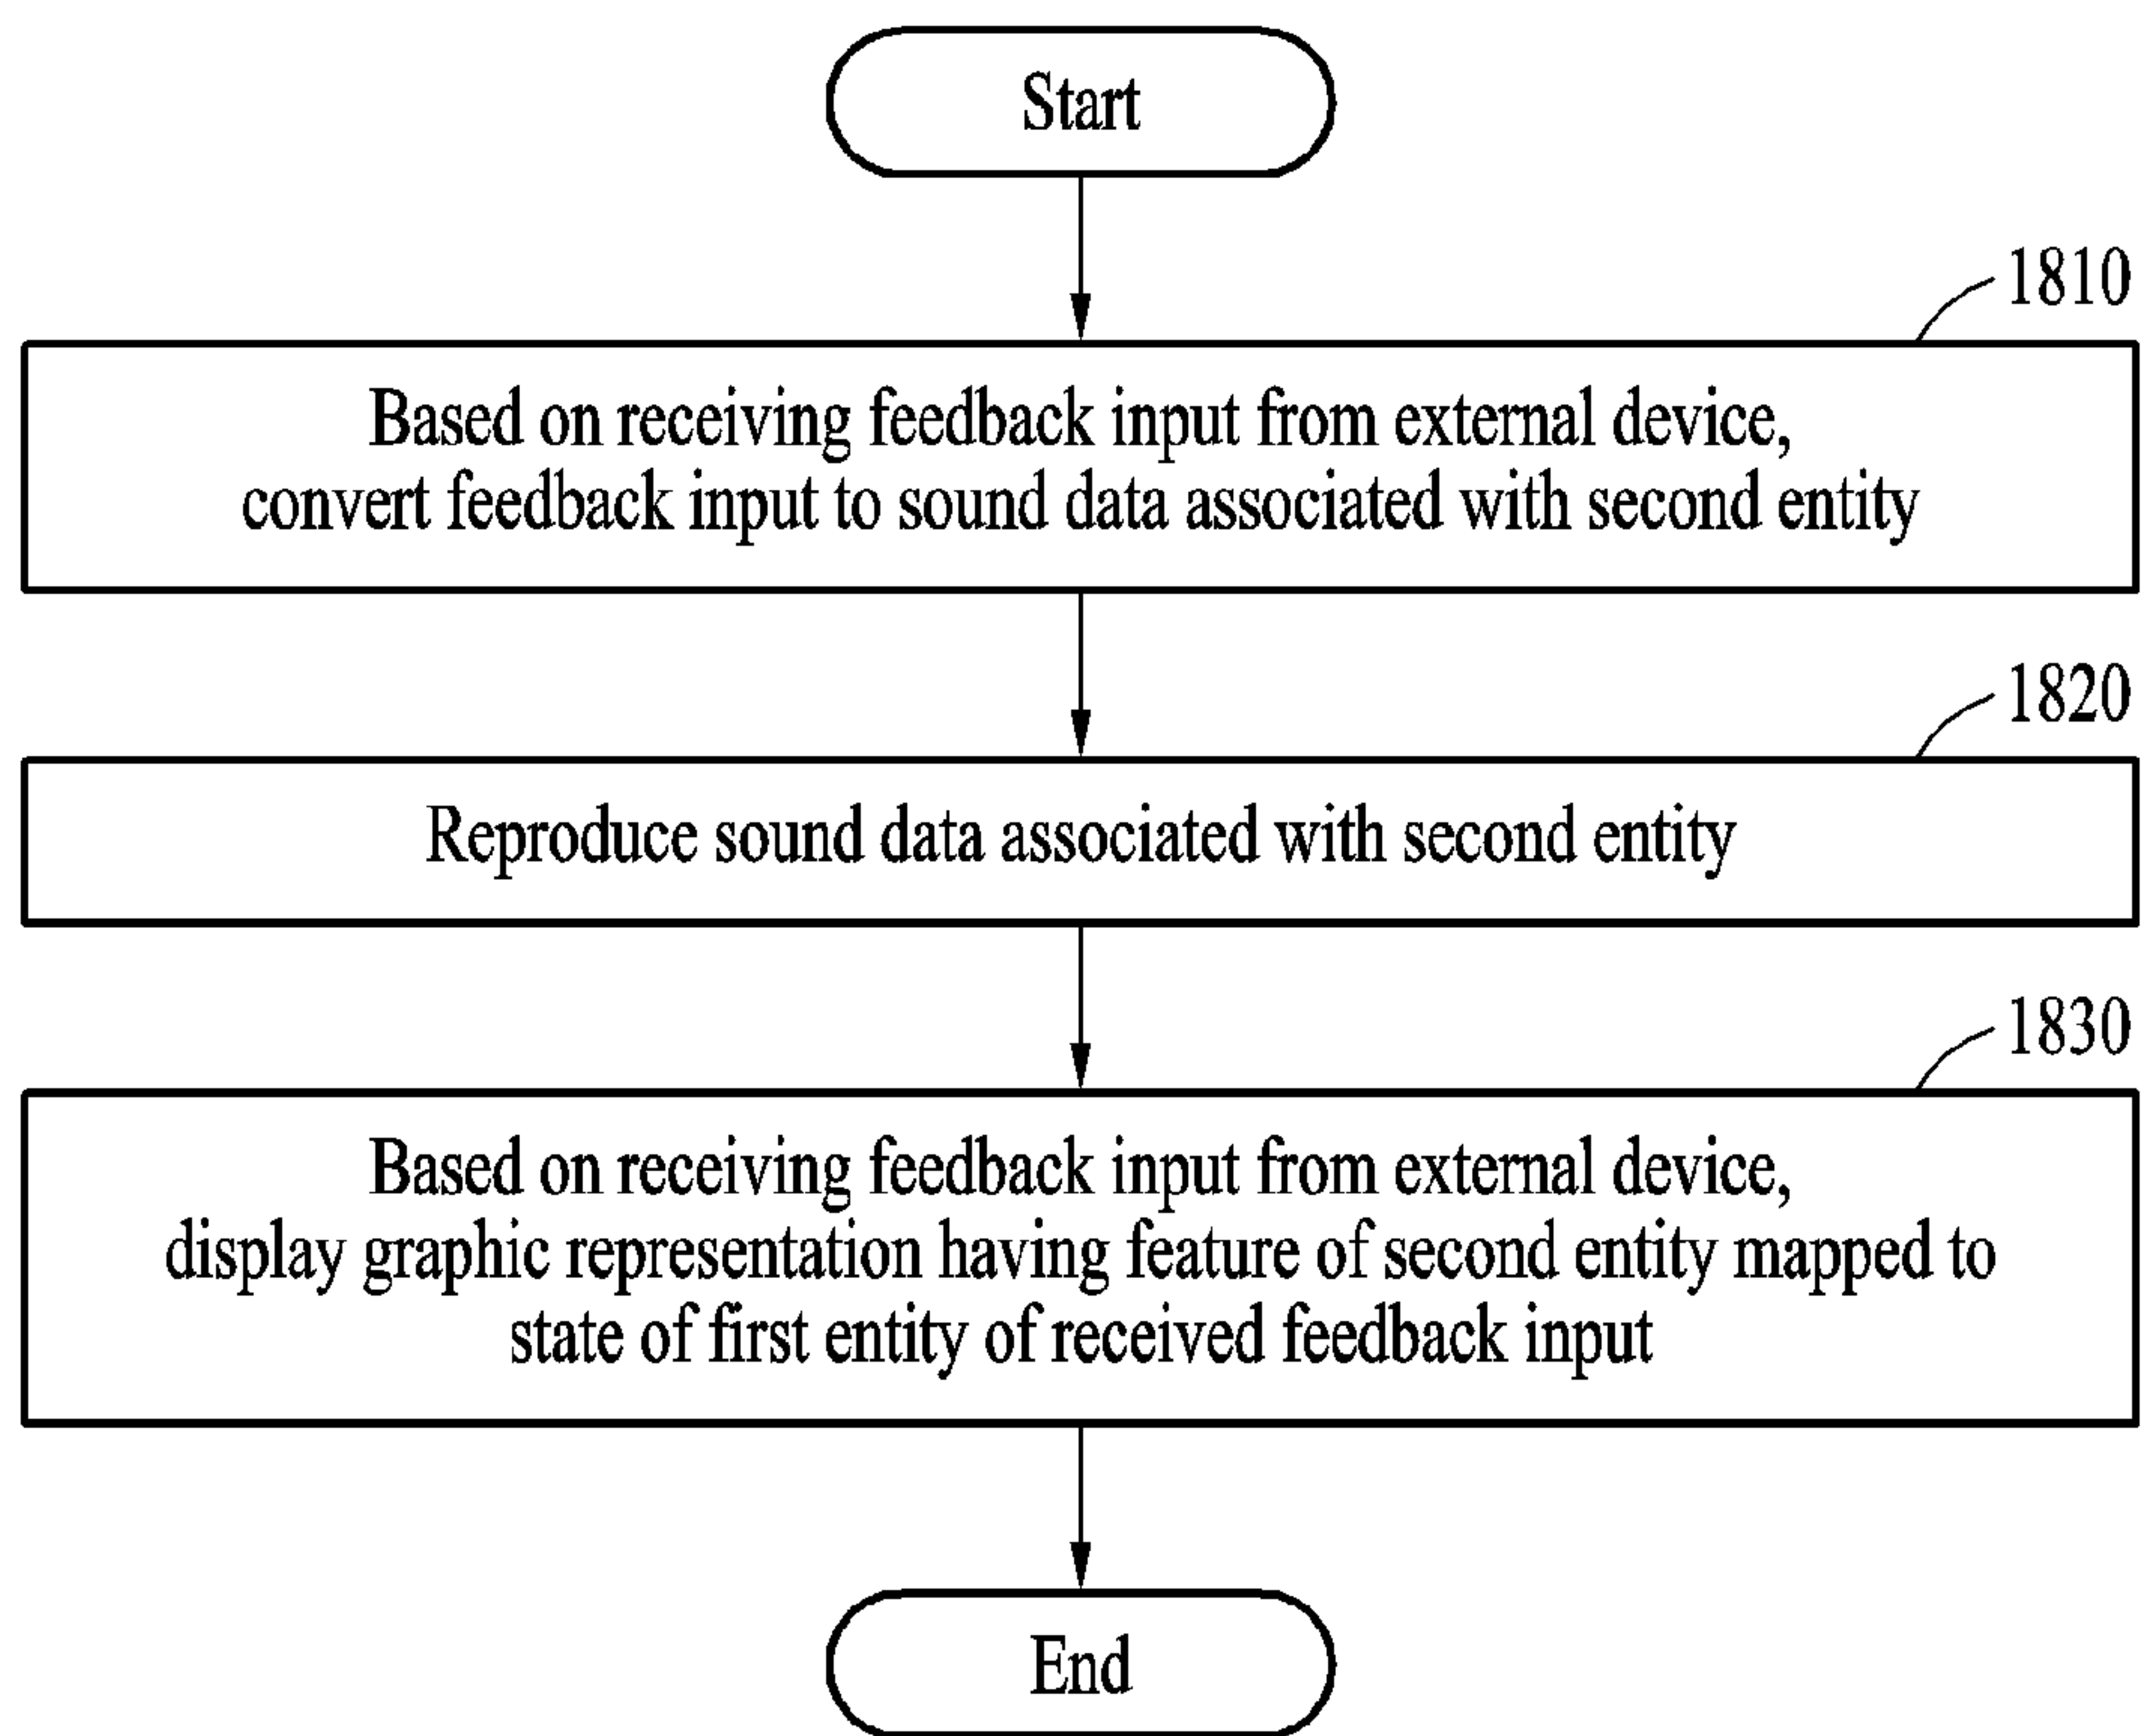 Start
1810
Based on receiving feedback input from external device,
convert feedback input to sound data associated with second entity
1820
Reproduce sound data associated with second entity
1830
Based on receiving feedback input from external device,
display graphic representation having feature of second entity mapped to
state of first entity of received feedback input
End